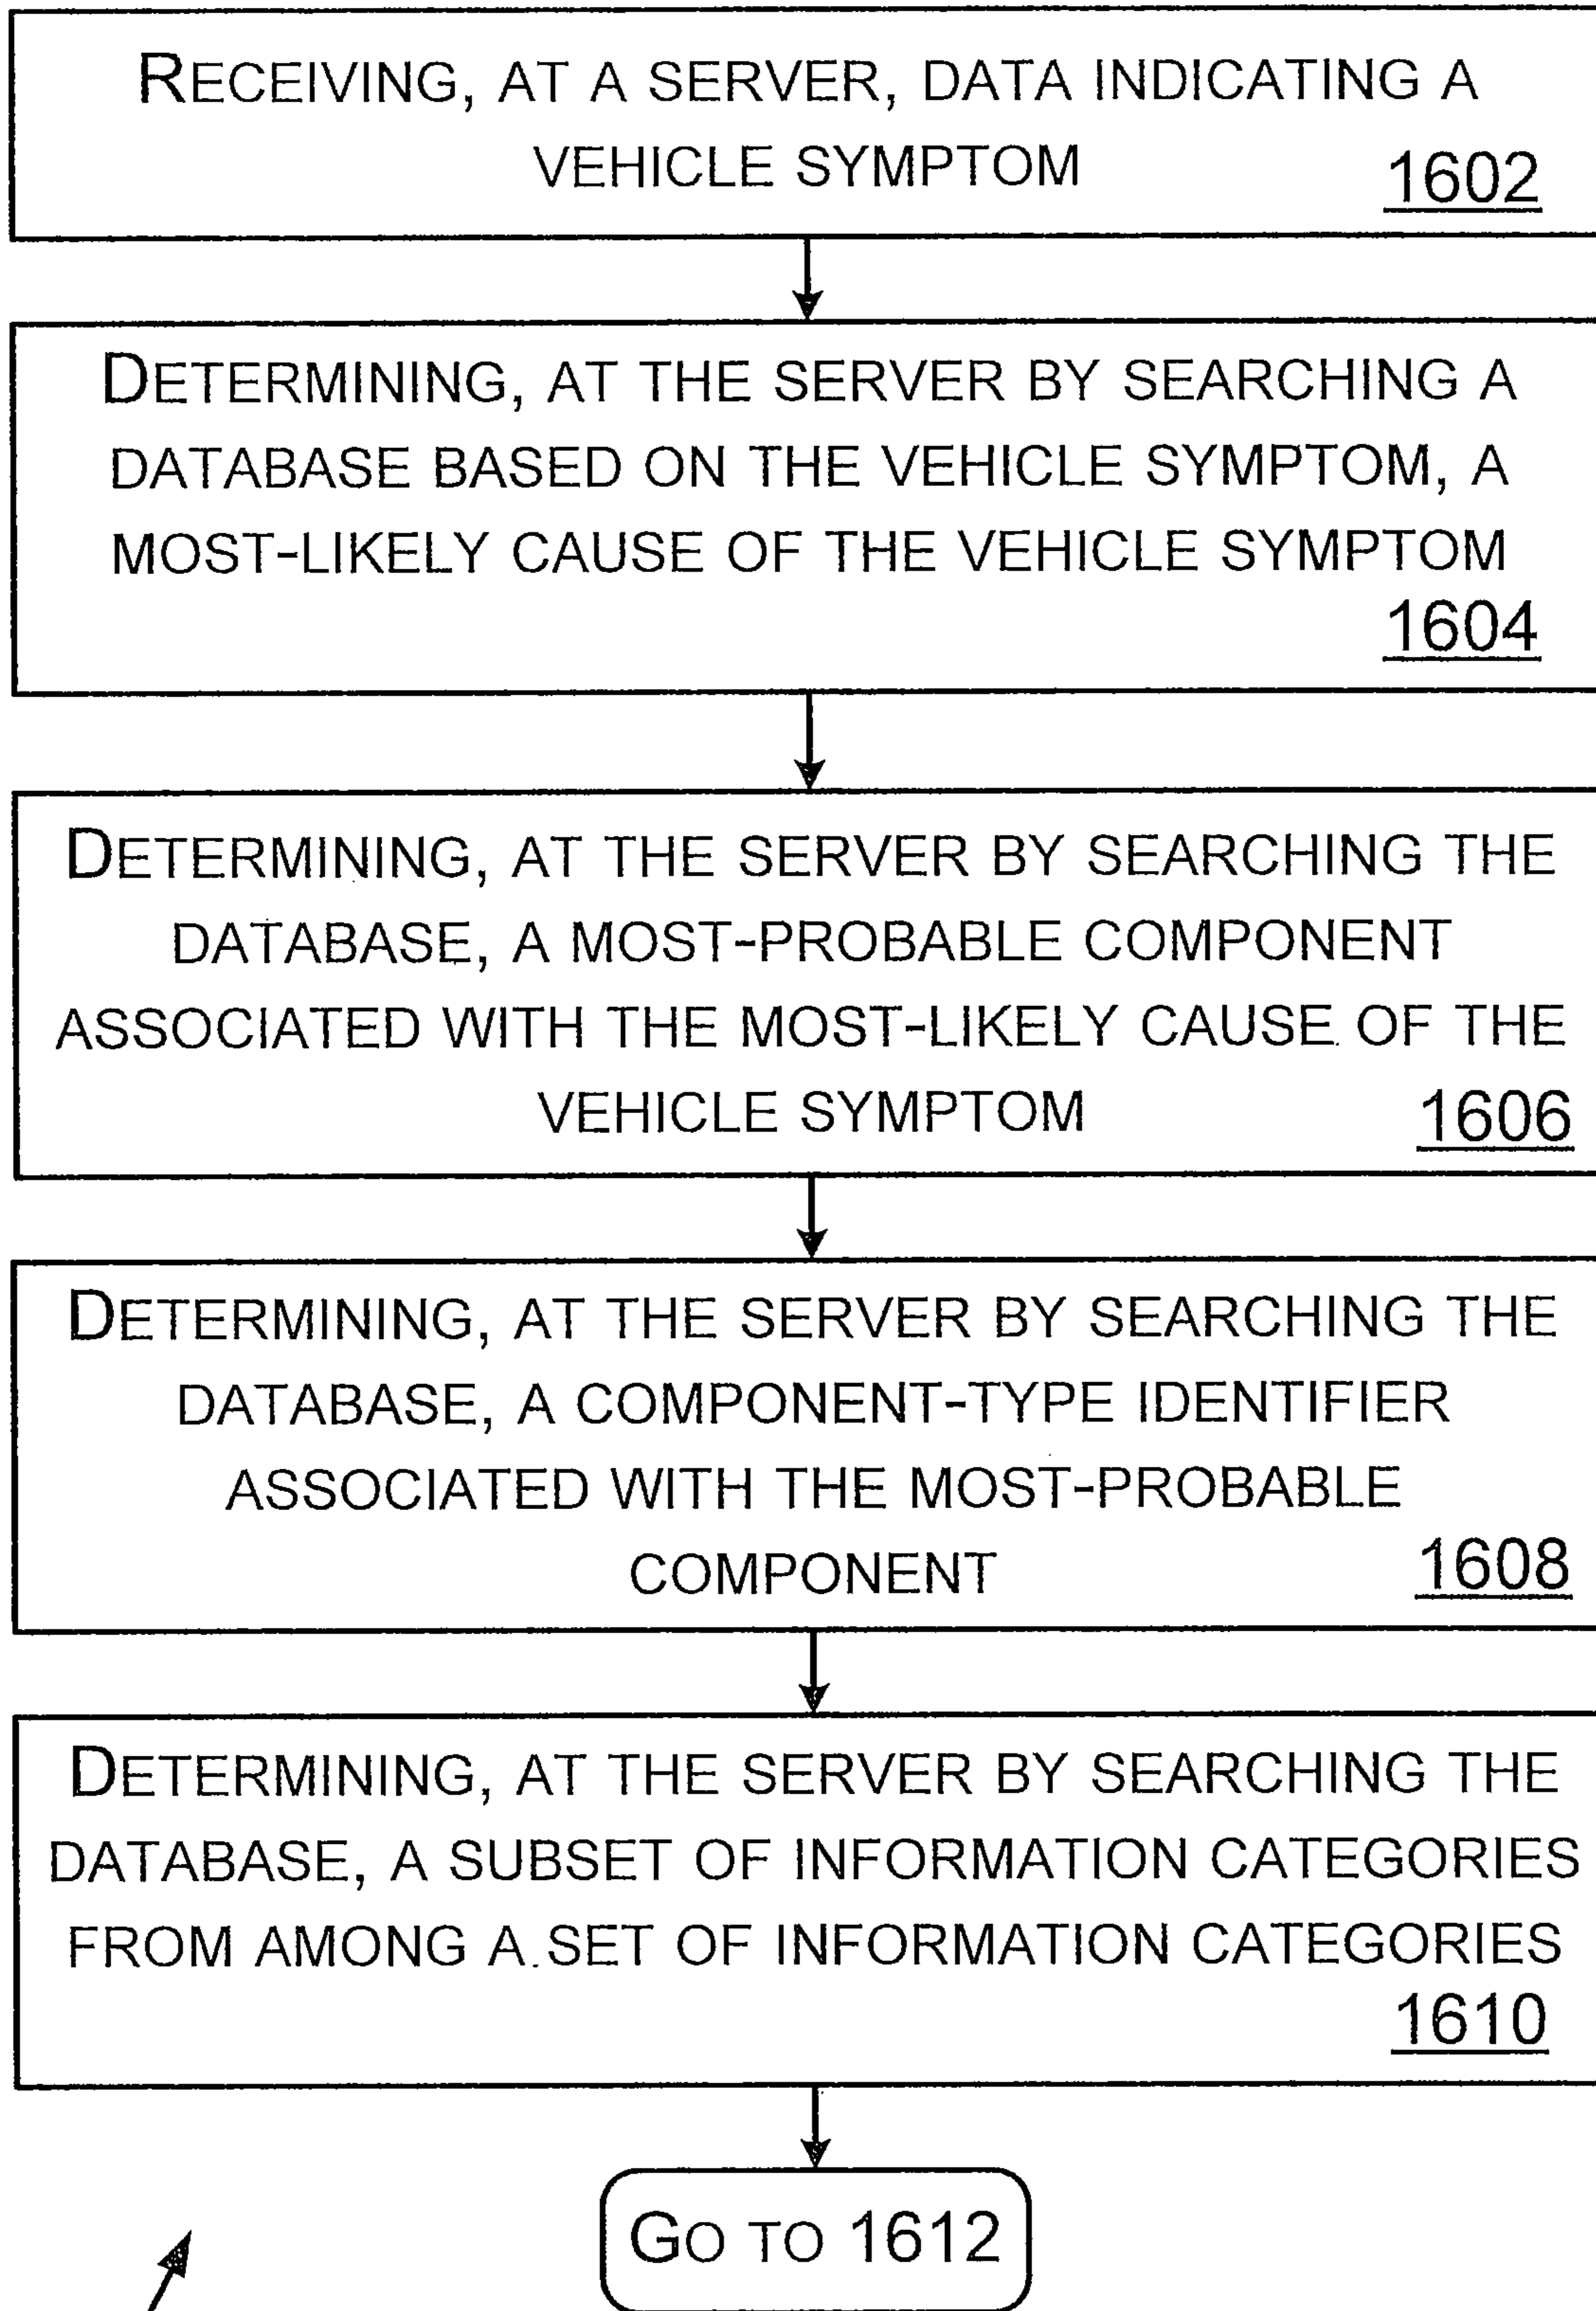 RECEIVING, AT A SERVER, DATA INDICATING A
VEHICLE SYMPTOM
1602
DETERMINING, AT THE SERVER BY SEARCHING A
DATABASE BASED ON THE VEHICLE SYMPTOM, A
MOST-LIKELY CAUSE OF THE VEHICLE SYMPTOM
1604
DETERMINING, AT THE SERVER BY SEARCHING THE
DATABASE, A MOST-PROBABLE COMPONENT
ASSOCIATED WITH THE MOST-LIKELY CAUSE OF THE
VEHICLE SYMPTOM
1606
DETERMINING, AT THE SERVER BY SEARCHING THE
DATABASE, A COMPONENT-TYPE IDENTIFIER
ASSOCIATED WITH THE MOST-PROBABLE
COMPONENT
1608
DETERMINING, AT THE SERVER BY SEARCHING THE
DATABASE, A SUBSET OF INFORMATION CATEGORIES
FROM AMONG A SET OF INFORMATION CATEGORIES
1610
GO TO 1612